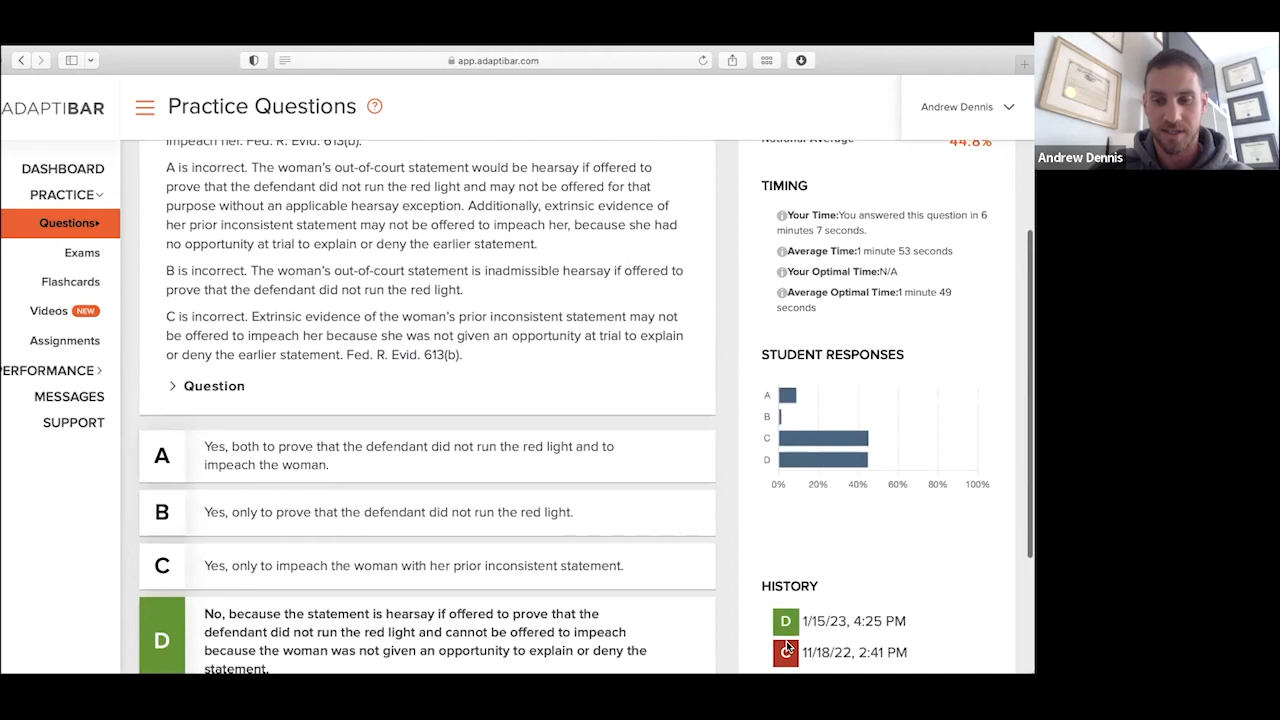 app.adaptibar.com
ADAPTIBAR
Practice Questions ?
Andrew Dennis
DASHBOARD
PRACTICE
Questions
Exams
Flashcards
Videos NEW
Assignments
PERFORMANCE
MESSAGES
SUPPORT
impeach her. Fed. R. Evid. 613(b).
A is incorrect. The woman’s out-of-court statement would be hearsay if offered to
prove that the defendant did not run the red light and may not be offered for that
purpose without an applicable hearsay exception. Additionally, extrinsic evidence of
her prior inconsistent statement may not be offered to impeach her, because she had
no opportunity at trial to explain or deny the earlier statement.
B is incorrect. The woman’s out-of-court statement is inadmissible hearsay if offered to
prove that the defendant did not run the red light.
C is incorrect. Extrinsic evidence of the woman’s prior inconsistent statement may not
be offered to impeach her because she was not given an opportunity at trial to explain
or deny the earlier statement. Fed. R. Evid. 613(b).
Question
A
Yes, both to prove that the defendant did not run the red light and to
impeach the woman.
B
Yes, only to prove that the defendant did not run the red light.
C
Yes, only to impeach the woman with her prior inconsistent statement.
D
No, because the statement is hearsay if offered to prove that the
defendant did not run the red light and cannot be offered to impeach
because the woman was not given an opportunity to explain or deny the
statement.
National Average 44.8%
TIMING
Your Time:You answered this question in 6
minutes 7 seconds.
Average Time:1 minute 53 seconds
Your Optimal Time:N/A
Average Optimal Time:1 minute 49
seconds
STUDENT RESPONSES
A
B
C
D
0% 20% 40% 60% 80% 100%
HISTORY
D 1/15/23, 4:25 PM
C 11/18/22, 2:41 PM
Andrew Dennis